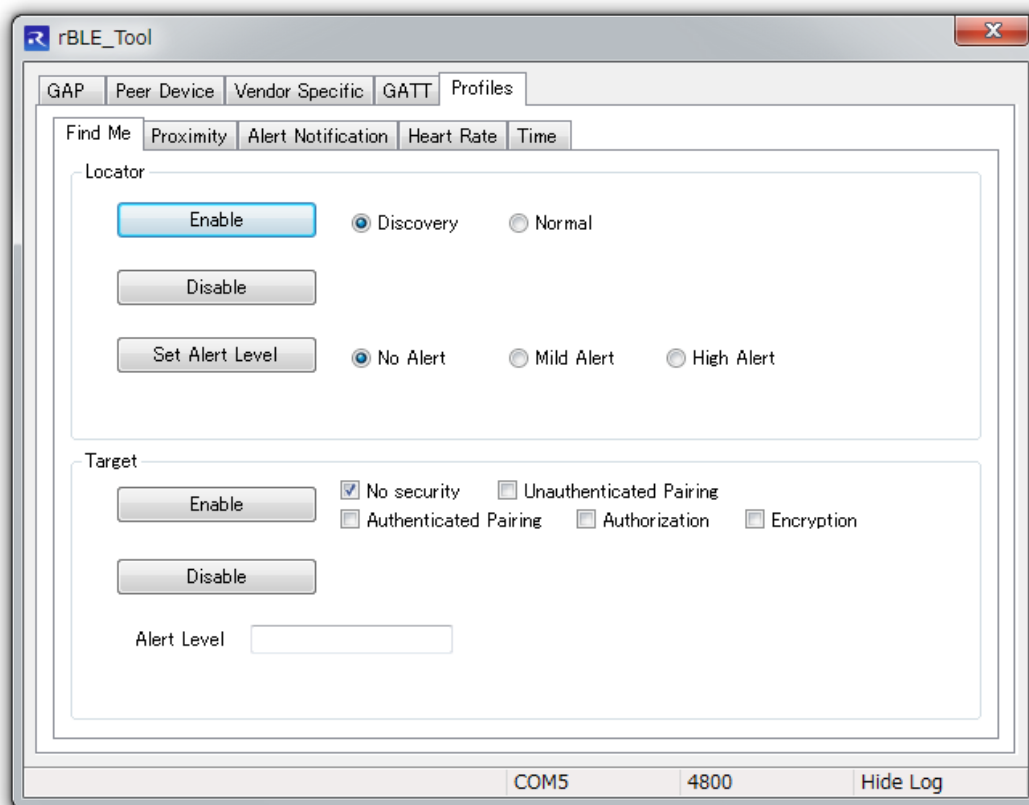 rBLE_Tool
GAP Peer Device Vendor Specific GATT Profiles
Find Me Proximity Alert Notification Heart Rate Time
Locator
Enable Discovery Normal
Disable
Set Alert Level No Alert Mild Alert High Alert
Target
Enable No security Unauthenticated Pairing
Authenticated Pairing Authorization Encryption
Disable
Alert Level
COM5 4800 Hide Log